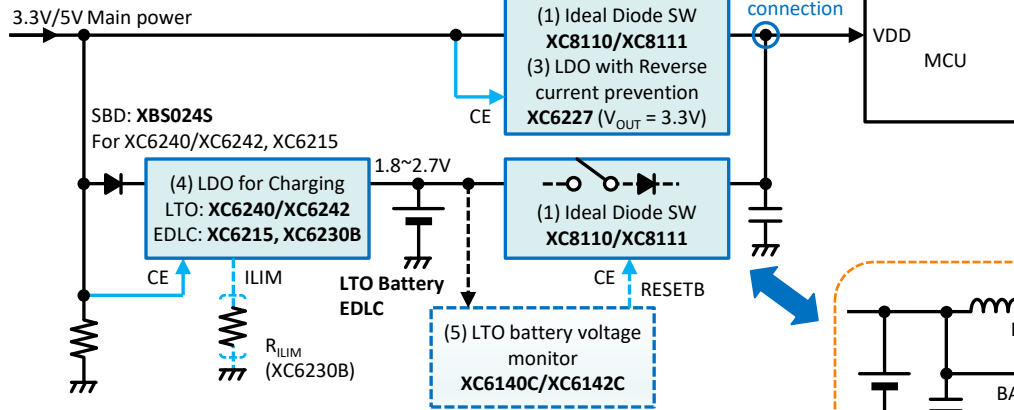 3.3V/5V Main power
(1) Ideal Diode SW
XC8110/XC8111
(3) LDO with Reverse
current prevention
XC6227 (VOUT = 3.3V)
connection
VDD
MCU
CE
SBD: XBS024S
For XC6240/XC6242, XC6215
(4) LDO for Charging
LTO: XC6240/XC6242
EDLC: XC6215, XC6230B
1.8~2.7V
(1) Ideal Diode SW
XC8110/XC8111
CE
ILIM
LTO Battery
EDLC
CE
RESETB
RILIM
(XC6230B)
(5) LTO battery voltage
monitor
XC6140C/XC6142C